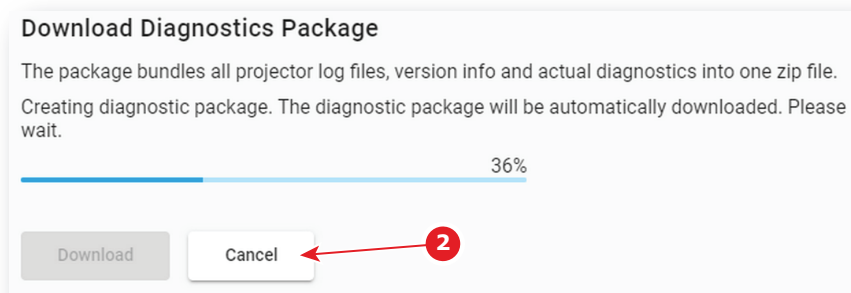 Download Diagnostics Package
The package bundles all projector log files, version info and actual diagnostics into one zip file.
Creating diagnostic package. The diagnostic package will be automatically downloaded. Please
wait.
36%
Download Cancel 2